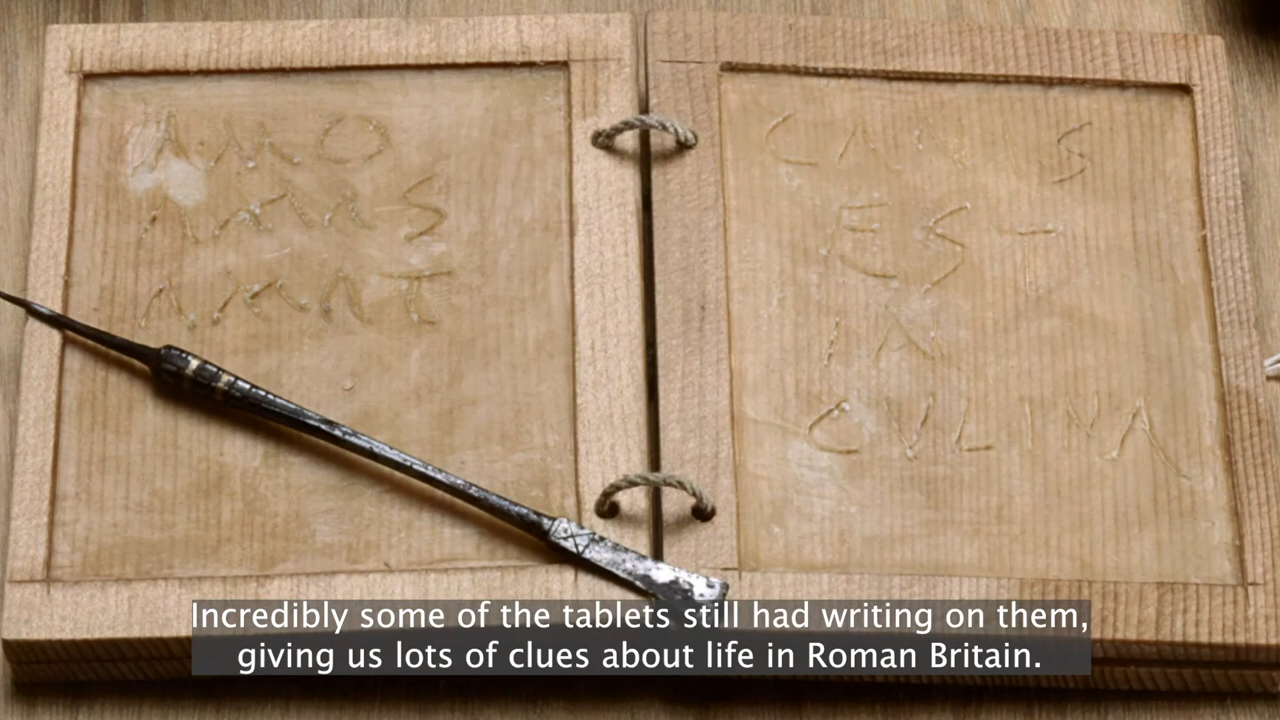 AMO
AMAS
AMAT
CANIS
EST
IN
CVLINA
Incredibly some of the tablets still had writing on them,
giving us lots of clues about life in Roman Britain.